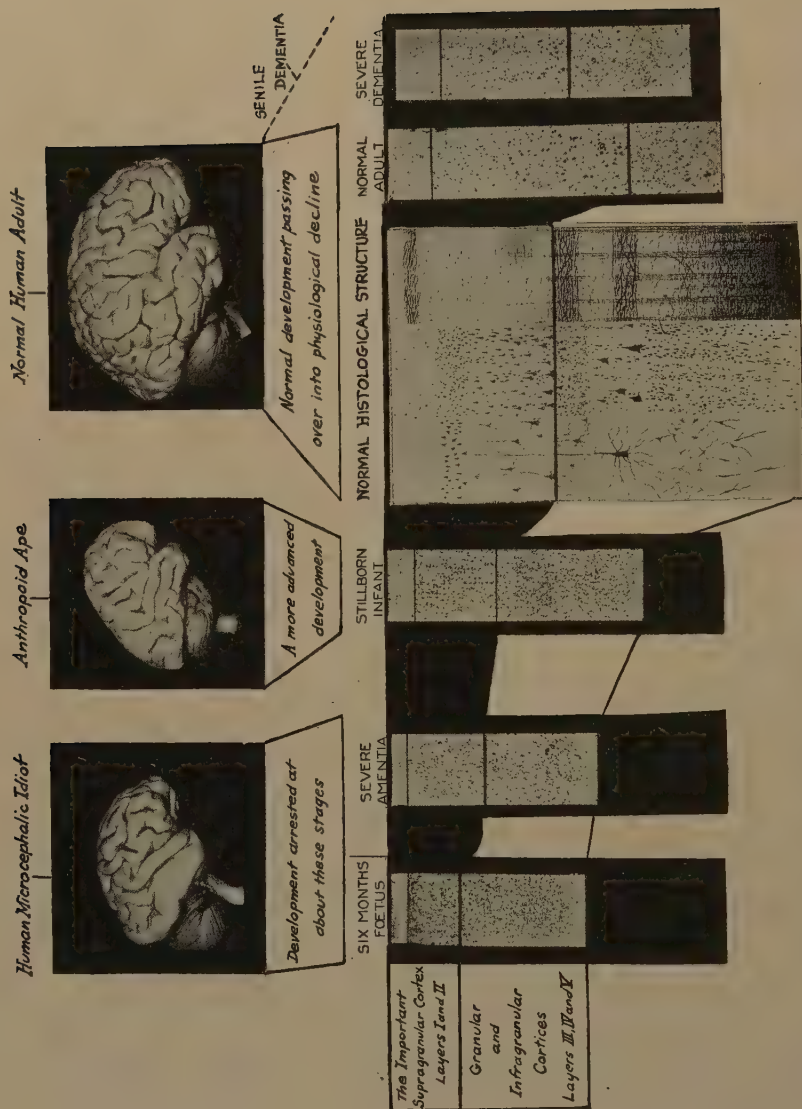 Human Microcephalic Idiot
Anthropoid Ape
Normal Human Adult
Development arrested at
about these stages
A more advanced
development
Normal development passing
over into physiological decline
SENILE
DEMENTIA
SIX MONTHS
FŒTUS
SEVERE
AMENTIA
STILLBORN
INFANT
NORMAL HISTOLOGICAL STRUCTURE
NORMAL
ADULT
SEVERE
DEMENTIA
The Important
Supragranular Cortex
Layers I and II
Granular
and
Infragranular
Cortices
Layers III, IV and V